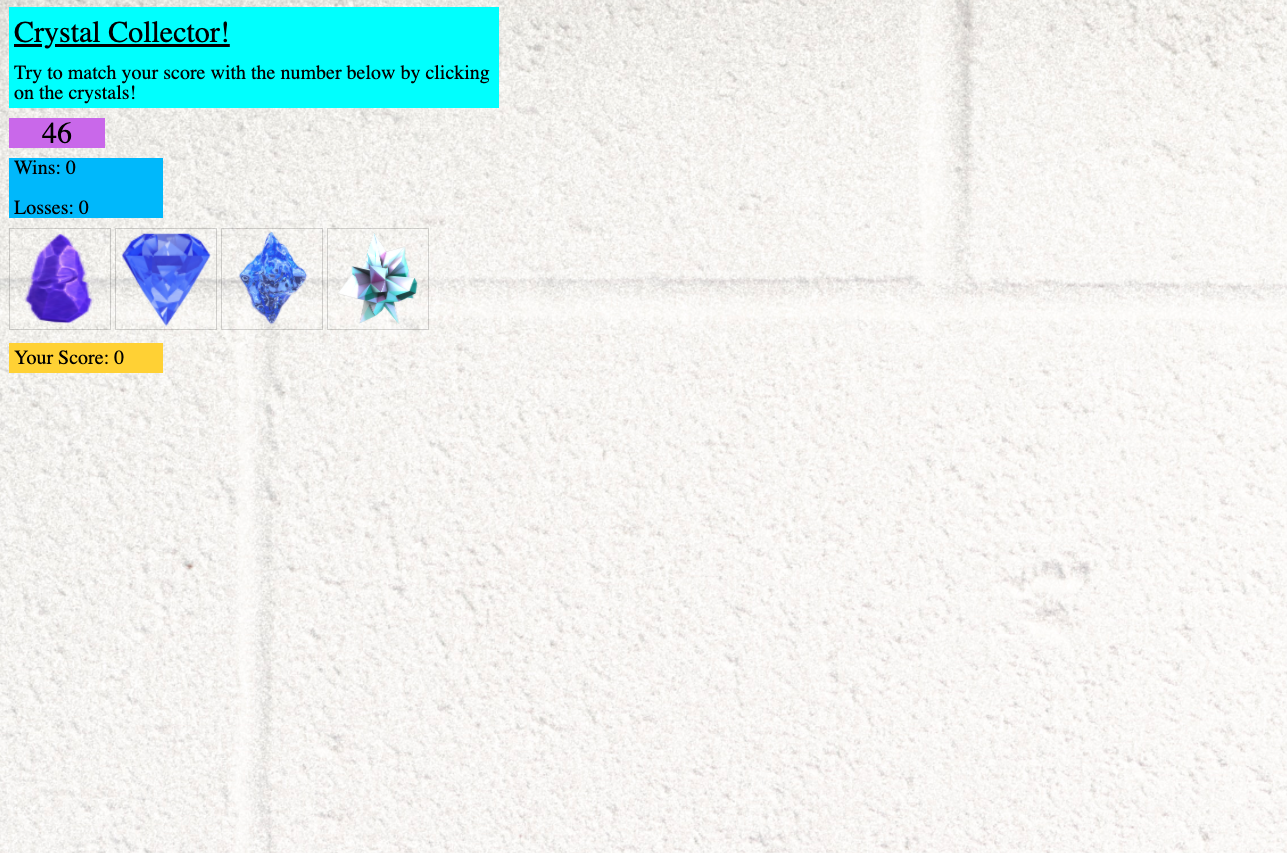 Crystal Collector!
Try to match your score with the number below by clicking
on the crystals!
46
Wins: 0
Losses: 0
Your Score: 0